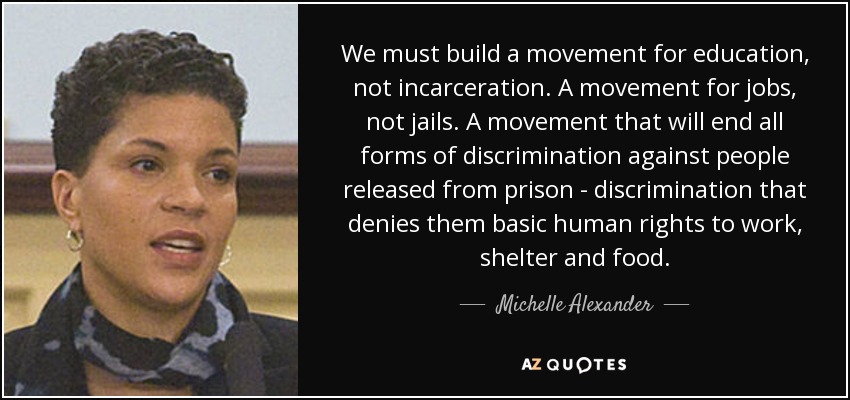 We must build a movement for education,
not incarceration. A movement for jobs,
not jails. A movement that will end all
forms of discrimination against people
released from prison - discrimination that
denies them basic human rights to work,
shelter and food.
Michelle Alexander
AZ QUOTES